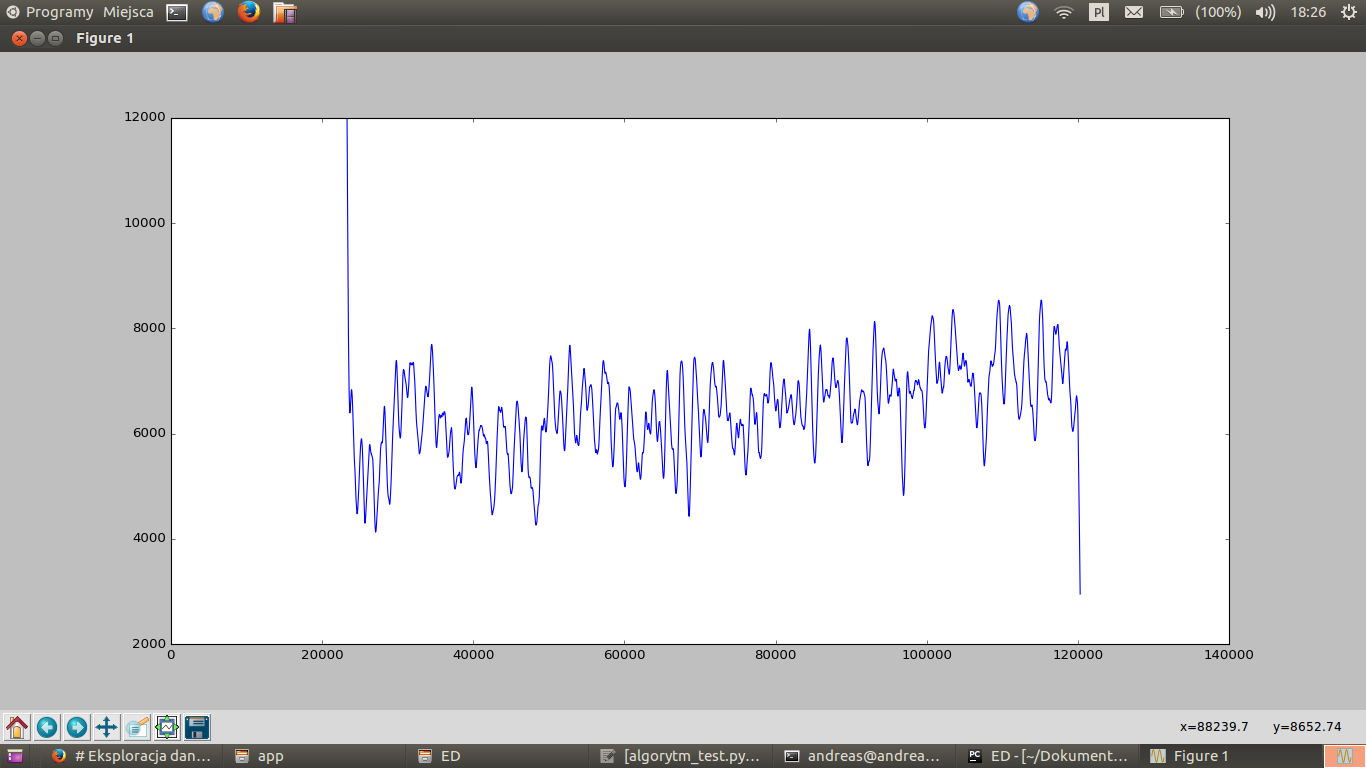 Programy Miejsca Pl (100%) 18:26
Figure 1
12000
10000
8000
6000
4000
2000
0 20000 40000 60000 80000 100000 120000 140000
x=88239.7 y=8652.74
# Eksploracja dan... app ED [algorytm_test.py... andreas@andrea... PC ED - [~/Dokument... Figure 1